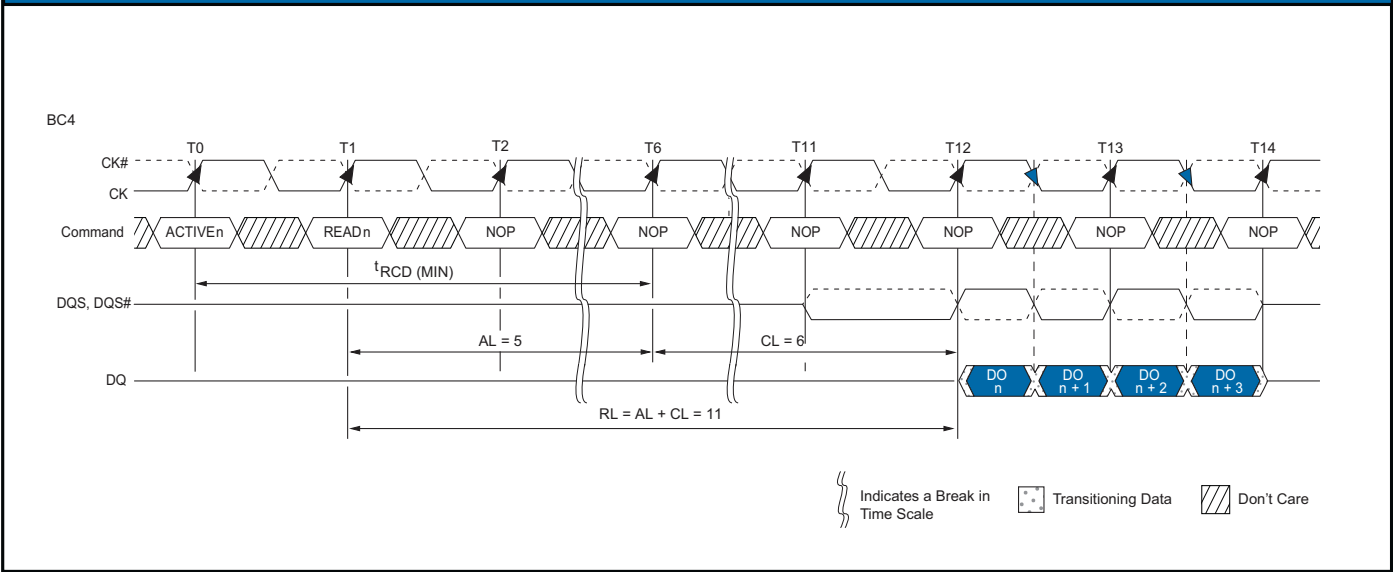 BC4
T0 T1 T2 T6 T11 T12 T13 T14
CK#
CK
Command ACTIVE n READ n NOP NOP NOP NOP NOP NOP
tRCD (MIN)
DQS, DQS#
AL = 5 CL = 6
DQ DO n DO n + 1 DO n + 2 DO n + 3
RL = AL + CL = 11
Indicates a Break in
Time Scale
Transitioning Data
Don't Care